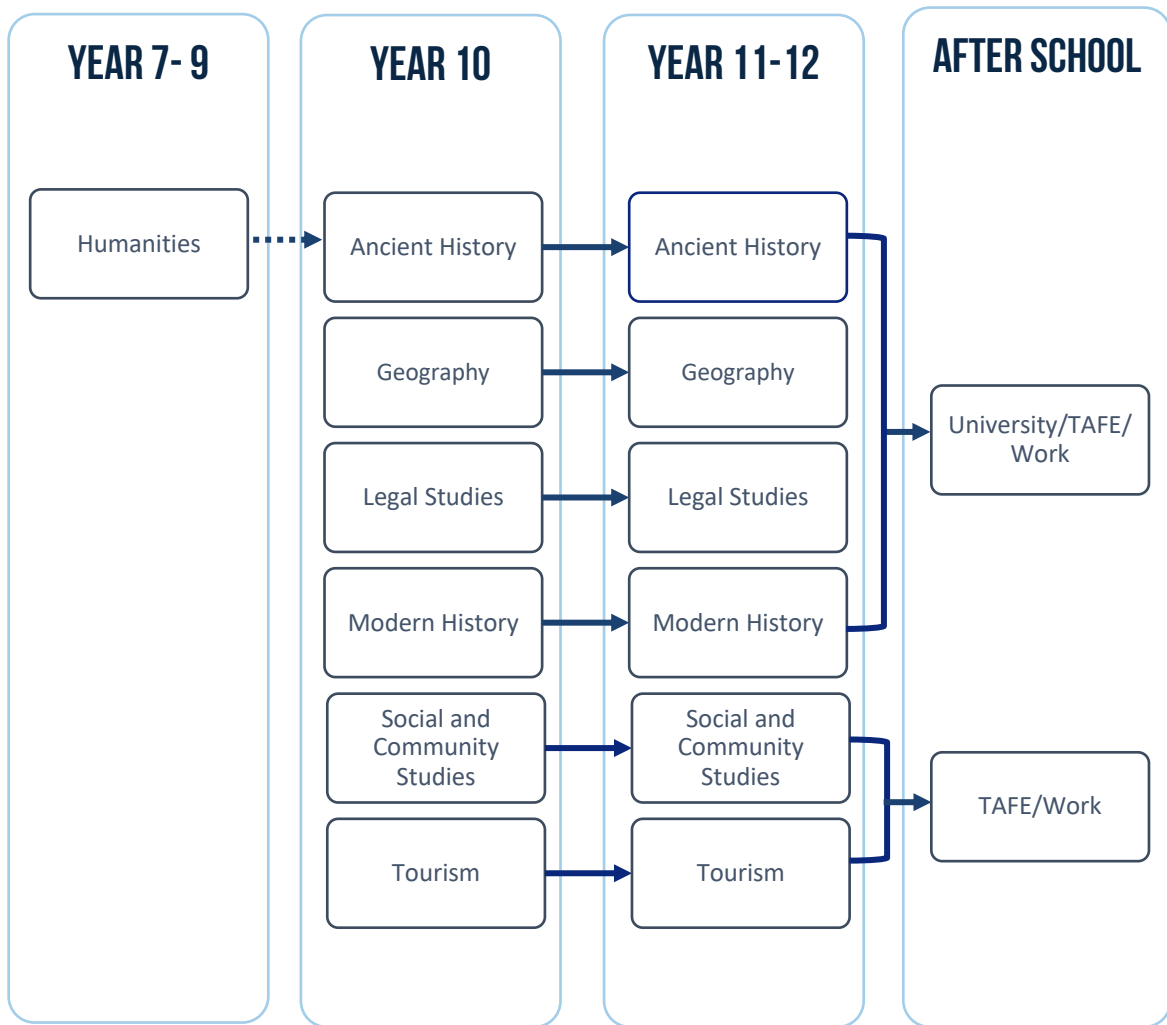 YEAR 7- 9
YEAR 10
YEAR 11-12
AFTER SCHOOL
Humanities
Ancient History
Ancient History
Geography
Geography
University/TAFE/
Work
Legal Studies
Legal Studies
Modern History
Modern History
Social and
Community
Studies
Social and
Community
Studies
TAFE/Work
Tourism
Tourism